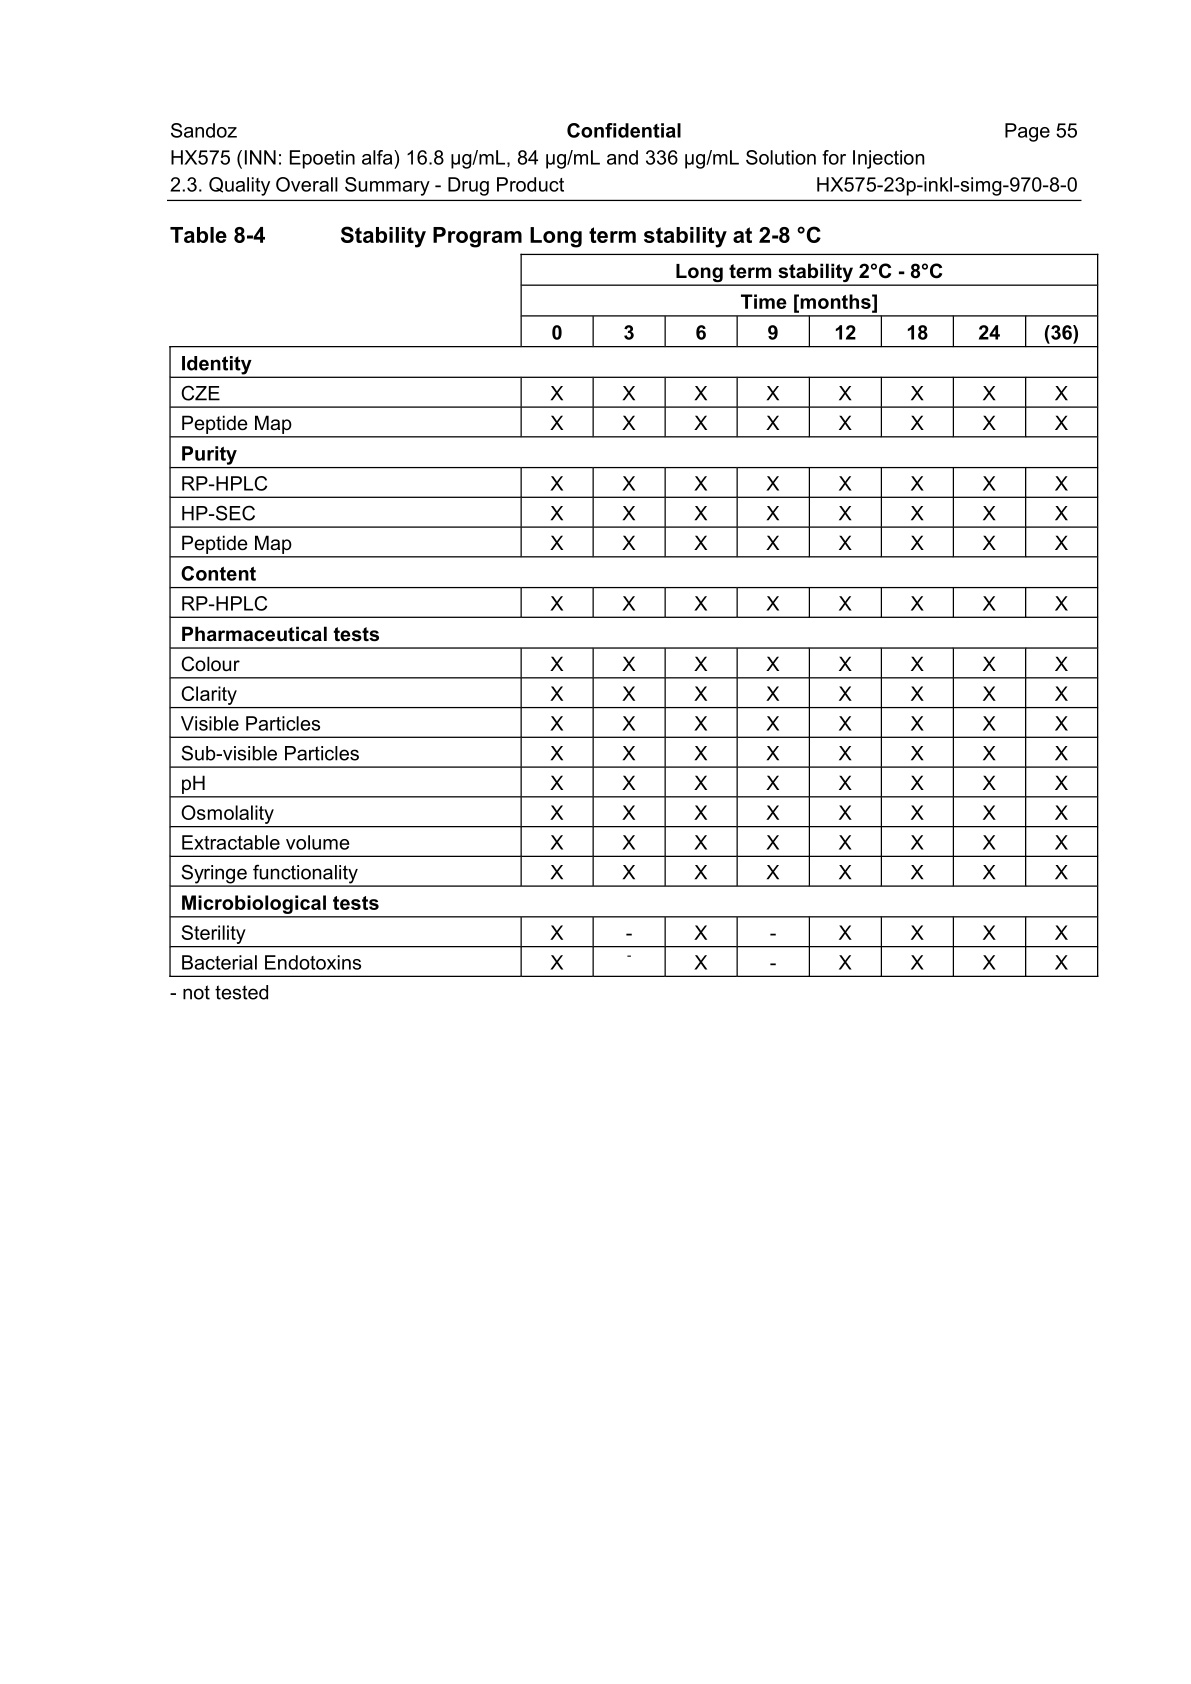 Sandoz Confidential Page 55
HX575 (INN: Epoetin alfa) 16.8 µg/mL, 84 µg/mL and 336 µg/mL Solution for Injection
2.3. Quality Overall Summary - Drug Product HX575-23p-inkl-simg-970-8-0
Table 8-4 Stability Program Long term stability at 2-8 °C
Long term stability 2°C - 8°C
Time [months]
0 3 6 9 12 18 24 (36)
Identity
CZE X X X X X X X X
Peptide Map X X X X X X X X
Purity
RP-HPLC X X X X X X X X
HP-SEC X X X X X X X X
Peptide Map X X X X X X X X
Content
RP-HPLC X X X X X X X X
Pharmaceutical tests
Colour X X X X X X X X
Clarity X X X X X X X X
Visible Particles X X X X X X X X
Sub-visible Particles X X X X X X X X
pH X X X X X X X X
Osmolality X X X X X X X X
Extractable volume X X X X X X X X
Syringe functionality X X X X X X X X
Microbiological tests
Sterility X - X - X X X X
Bacterial Endotoxins X - X - X X X X
- not tested